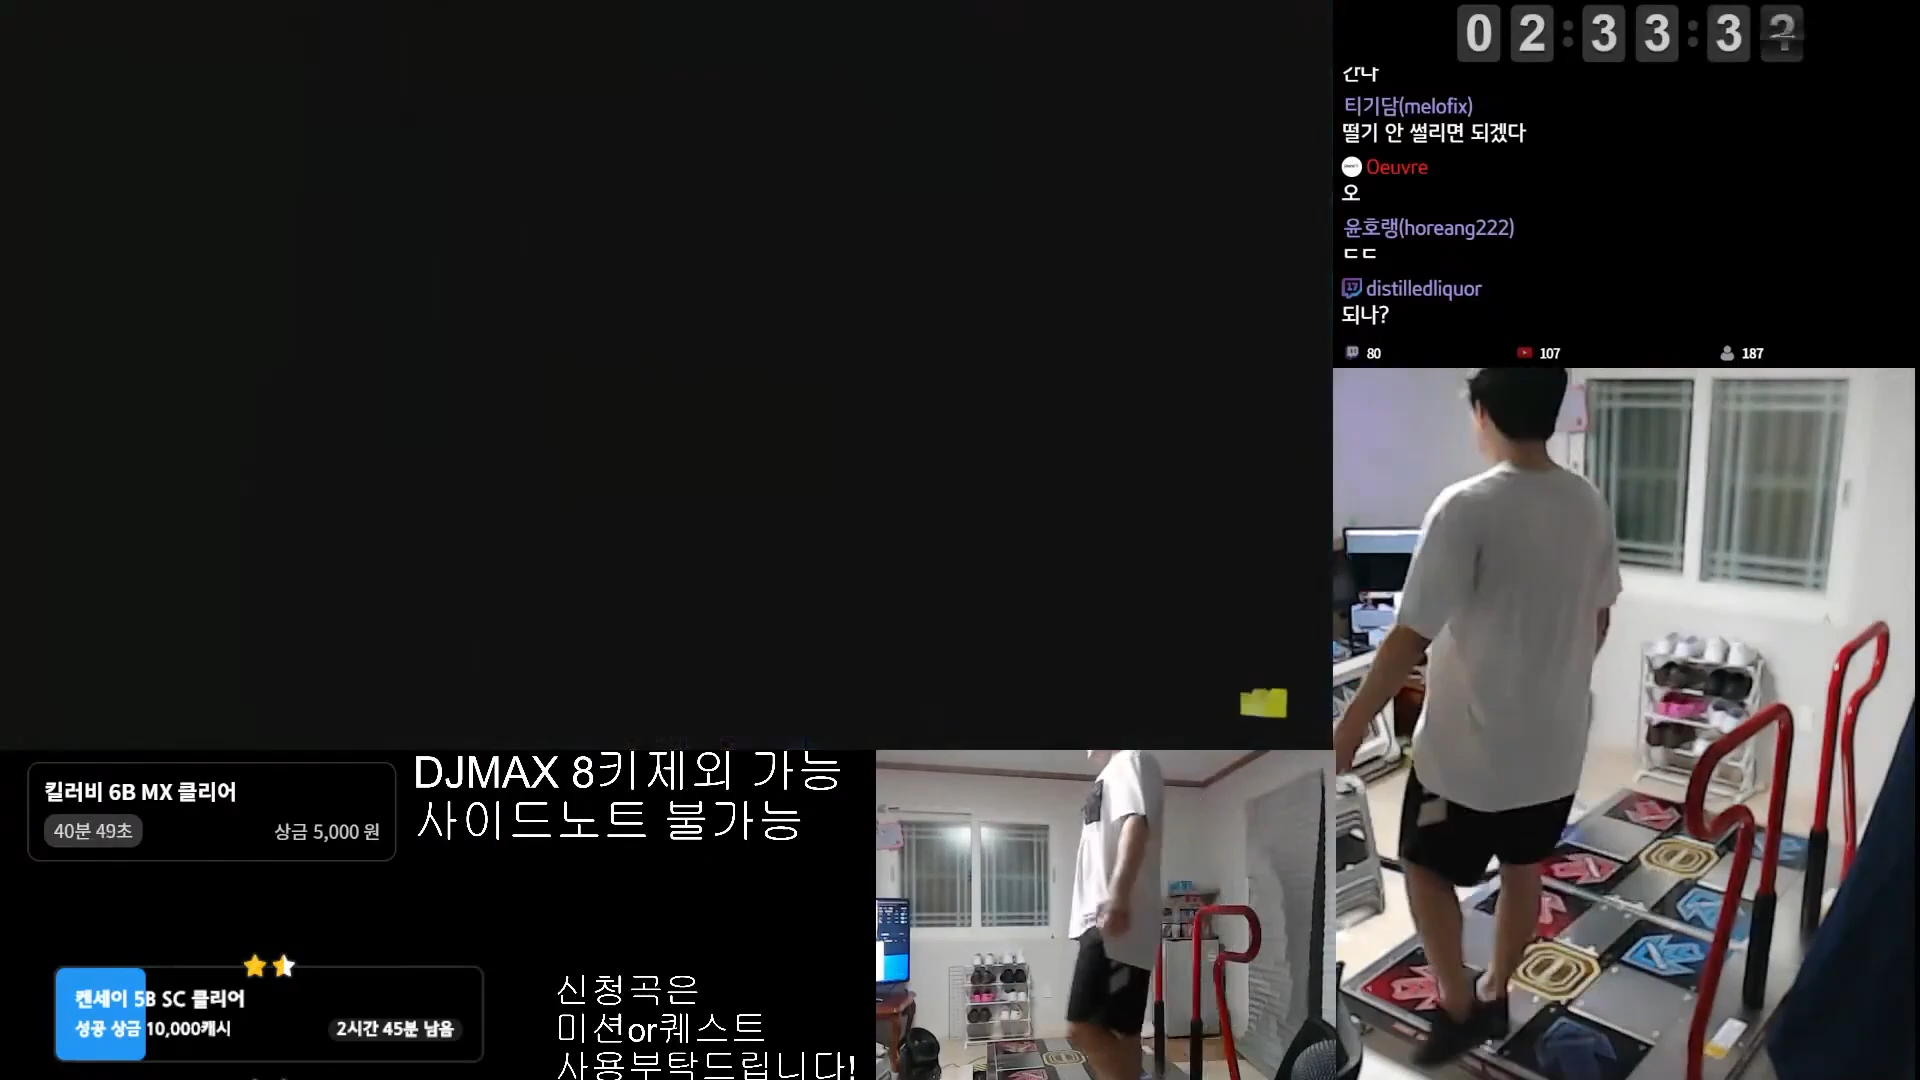 02:33:3
간다
티기담(melofix)
떨기 안 썰리면 되겠다
Oeuvre
오
윤호랭(horeang222)
ㄷㄷ
distilledliquor
되나?
80
107
187
킬러비 6B MX 클리어
40분 49초
상금 5,000 원
DJMAX 8키제외 가능
사이드노트 불가능
켄세이 5B SC 클리어
성공 상금 10,000캐시
2시간 45분 남음
신청곡은
미션or퀘스트
사용부탁드립니다!